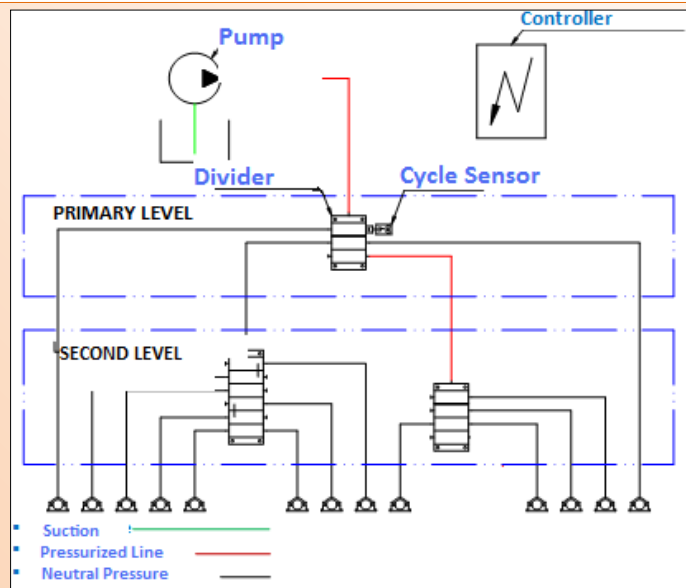 Controller
Pump
Divider
Cycle Sensor
PRIMARY LEVEL
SECOND LEVEL
Suction
Pressurized Line
Neutral Pressure